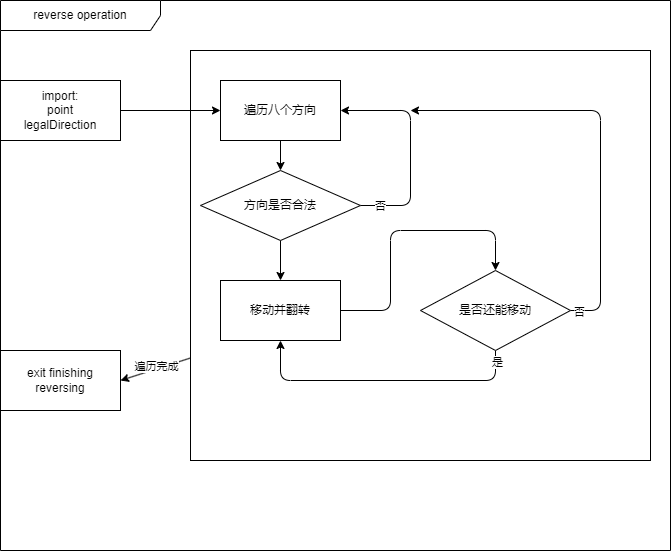 reverse operation
import:
point
legalDirection
遍历八个方向
方向是否合法
否
移动并翻转
是否还能移动
否
是
遍历完成
exit finishing
reversing